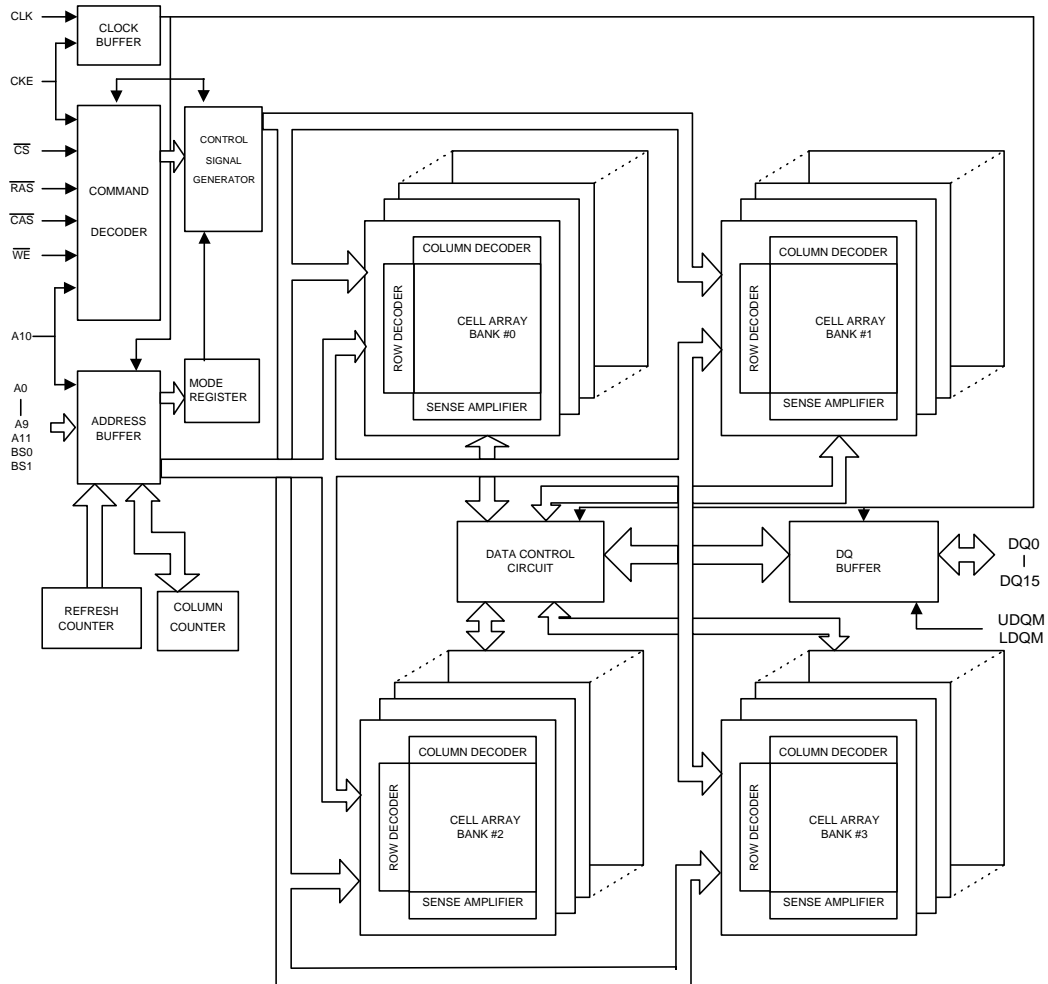 CLK
CLOCK
BUFFER
CKE
COMMAND
DECODER
CONTROL
SIGNAL
GENERATOR
CS
RAS
CAS
WE
A10
A0
A9
A11
BS0
BS1
ADDRESS
BUFFER
MODE
REGISTER
REFRESH
COUNTER
COLUMN
COUNTER
COLUMN DECODER
ROW DECODER
CELL ARRAY
BANK #0
SENSE AMPLIFIER
COLUMN DECODER
ROW DECODER
CELL ARRAY
BANK #1
SENSE AMPLIFIER
DATA CONTROL
CIRCUIT
DQ
BUFFER
DQ0
DQ15
UDQM
LDQM
COLUMN DECODER
ROW DECODER
CELL ARRAY
BANK #2
SENSE AMPLIFIER
COLUMN DECODER
ROW DECODER
CELL ARRAY
BANK #3
SENSE AMPLIFIER